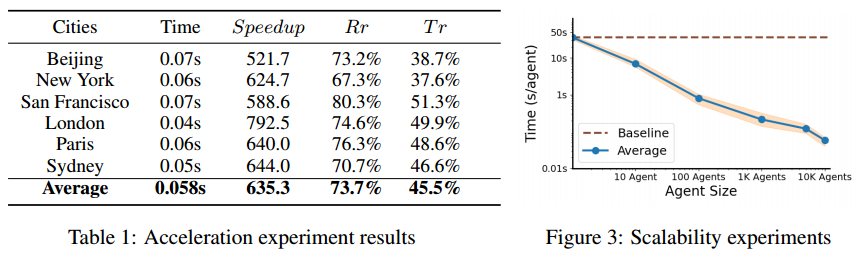 Cities Time Speedup Rr Tr
Beijing 0.07s 521.7 73.2% 38.7%
New York 0.06s 624.7 67.3% 37.6%
San Francisco 0.07s 588.6 80.3% 51.3%
London 0.04s 792.5 74.6% 49.9%
Paris 0.06s 640.0 76.3% 48.6%
Sydney 0.05s 644.0 70.7% 46.6%
Average 0.058s 635.3 73.7% 45.5%
Table 1: Acceleration experiment results
Time (s/agent)
50s
10s
1s
0.01s
Baseline
Average
10 Agent 100 Agents 1K Agents 10K Agents
Agent Size
Figure 3: Scalability experiments